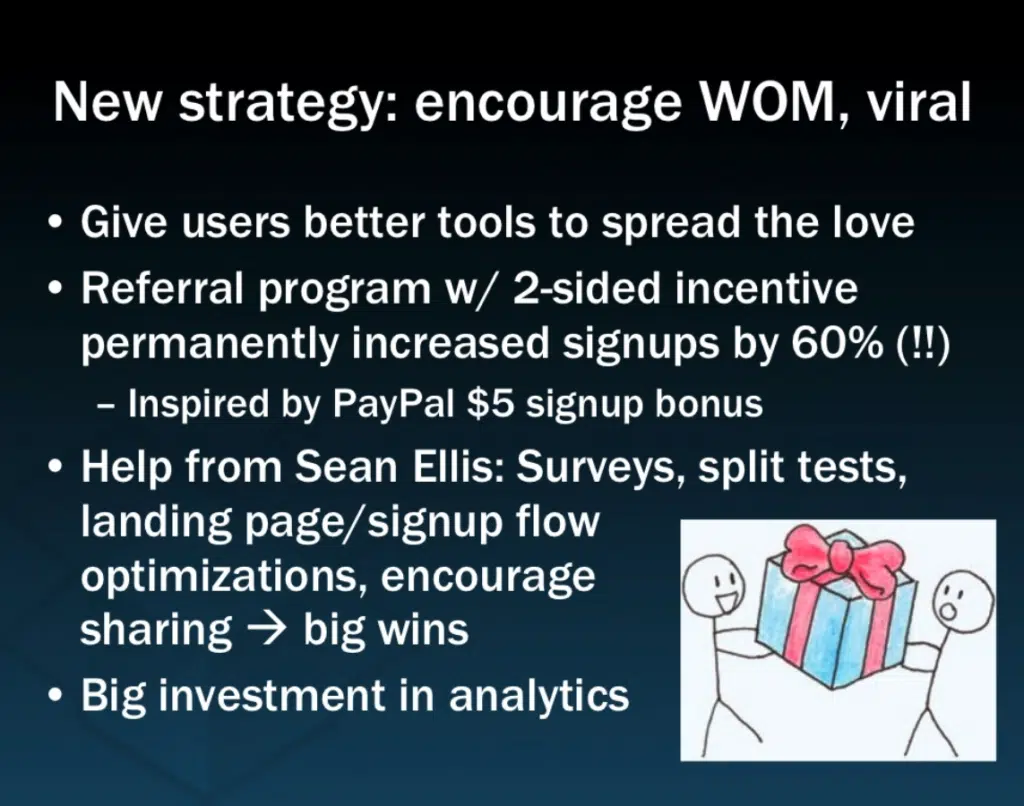 New strategy: encourage WOM, viral
• Give users better tools to spread the love
• Referral program w/ 2-sided incentive
permanently increased signups by 60% (!!)
– Inspired by PayPal $5 signup bonus
• Help from Sean Ellis: Surveys, split tests,
landing page/signup flow
optimizations, encourage
sharing → big wins
• Big investment in analytics